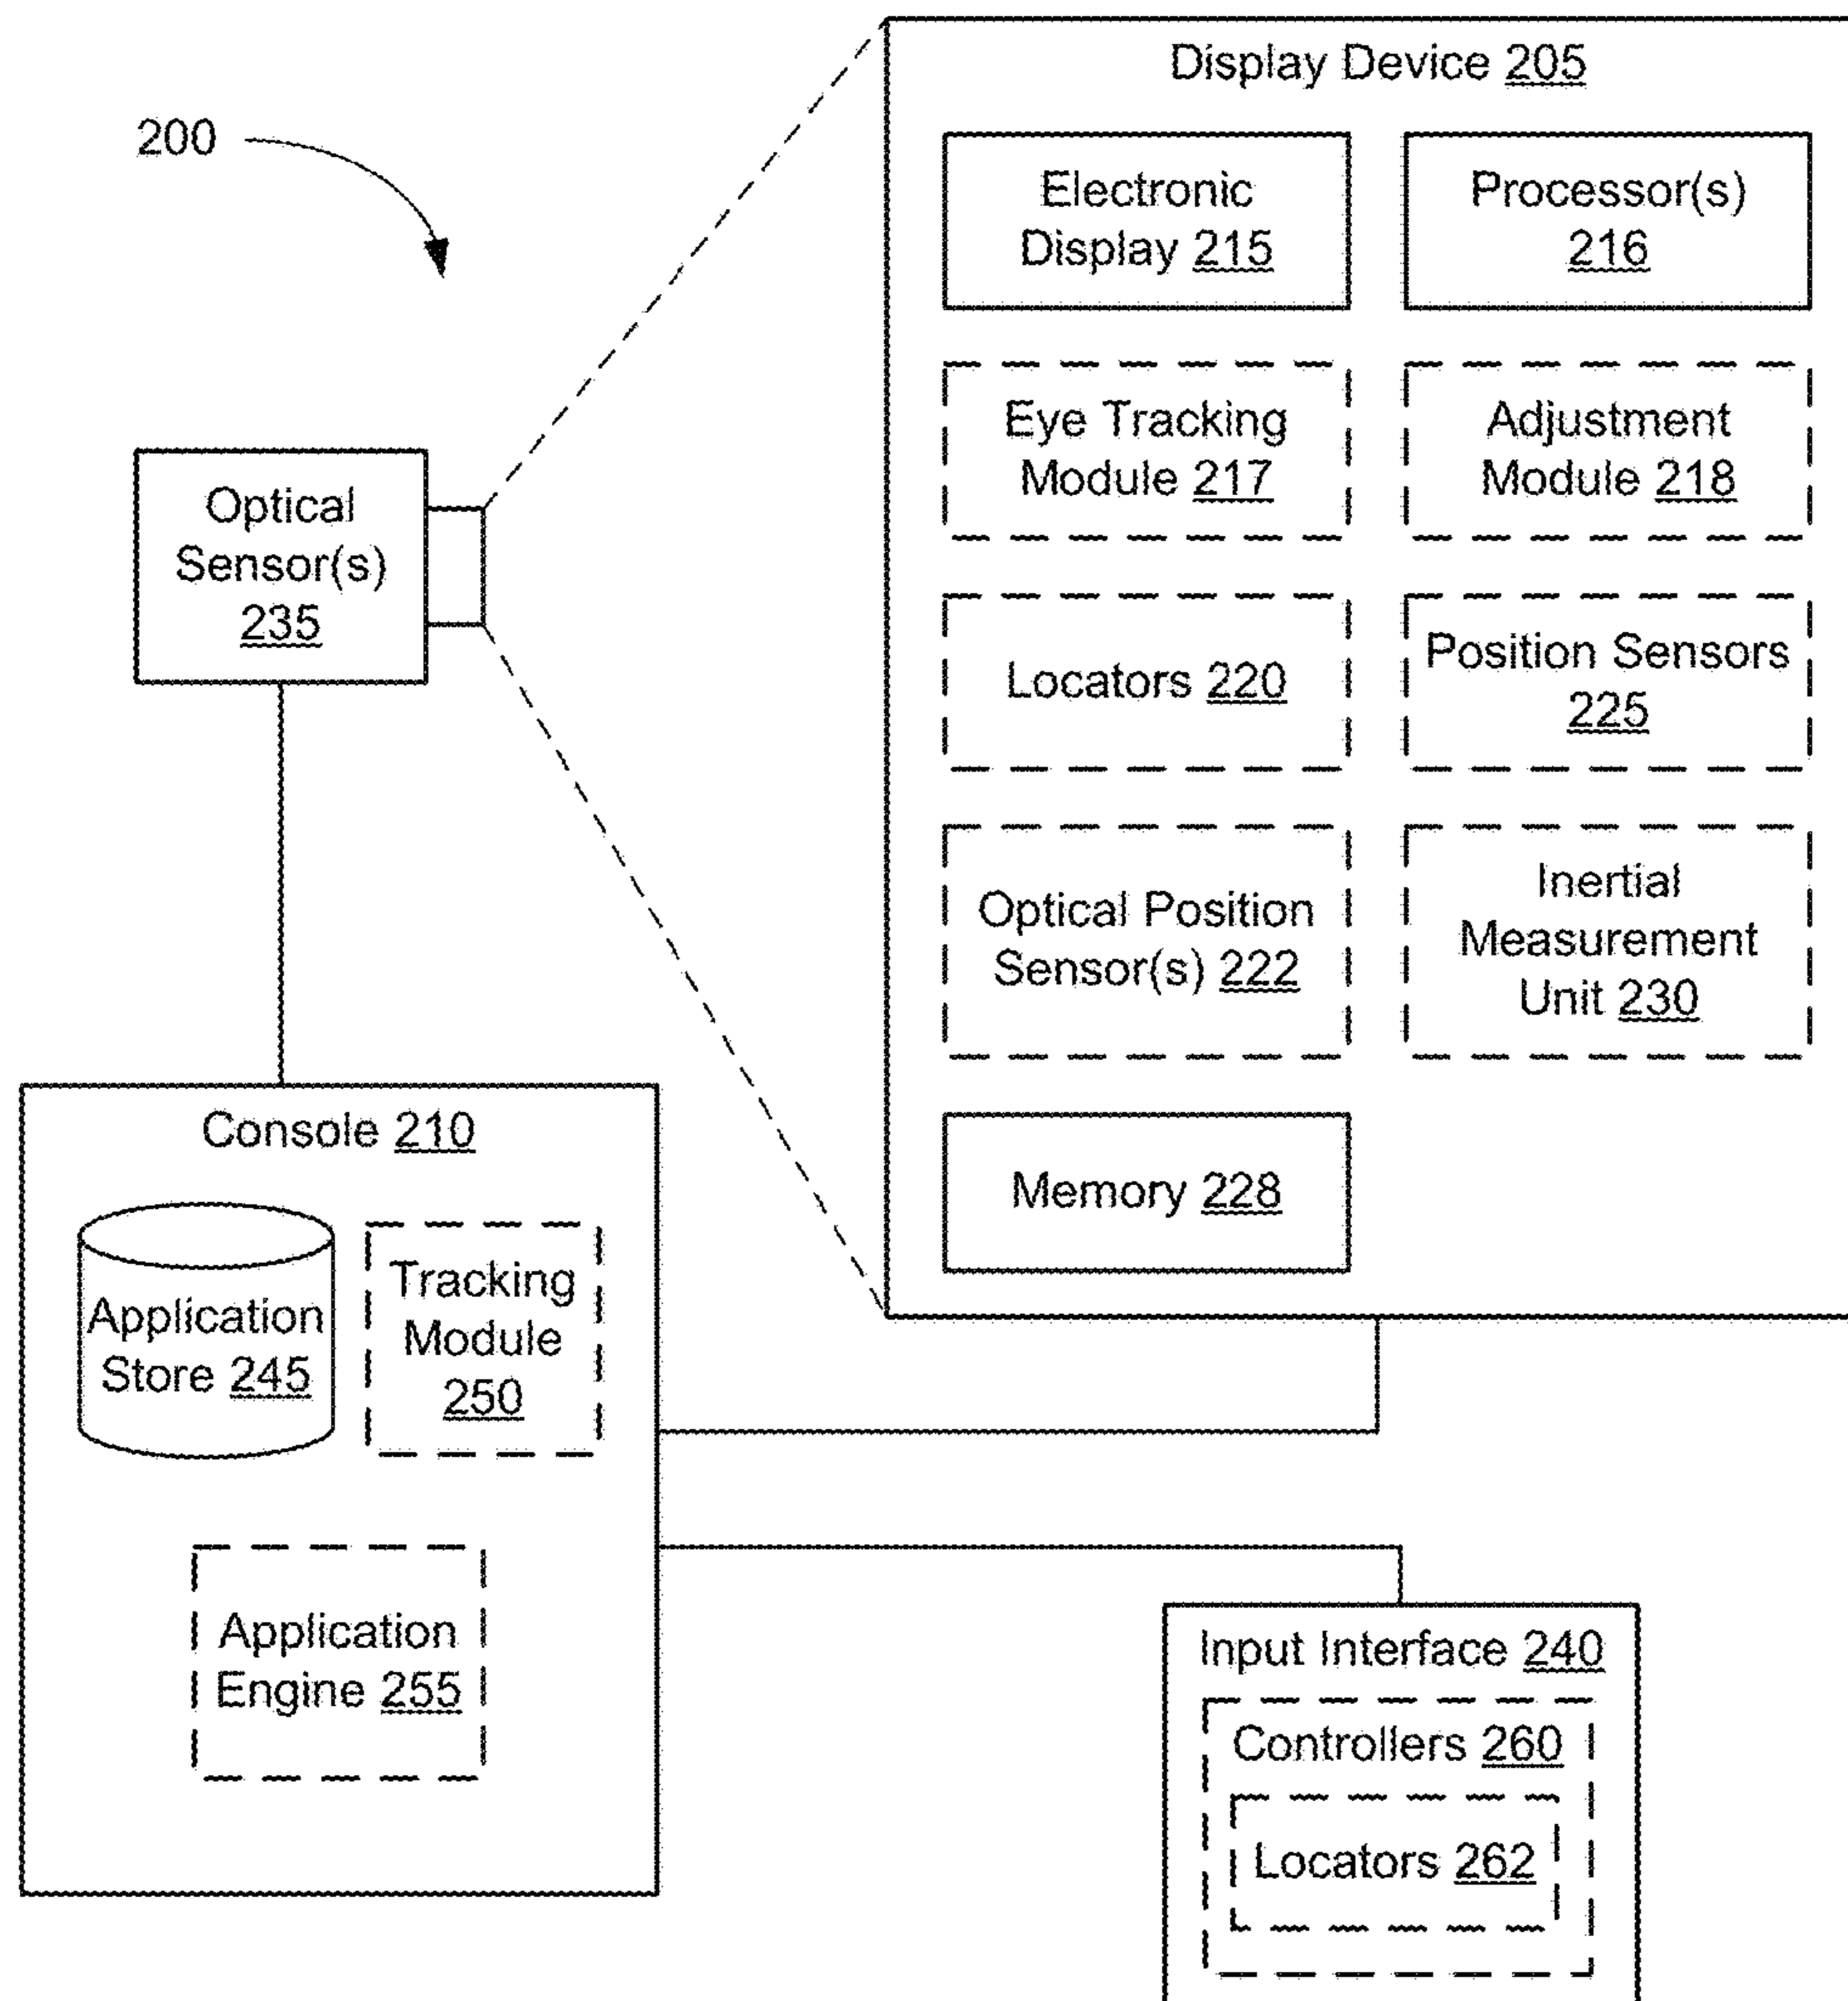 200
Display Device 205
Electronic
Display 215
Processor(s)
216
Eye Tracking
Module 217
Adjustment
Module 218
Locators 220
Position Sensors
225
Optical Position
Sensor(s) 222
Inertial
Measurement
Unit 230
Memory 228
Optical
Sensor(s)
235
Console 210
Application
Store 245
Tracking
Module
250
Application
Engine 255
Input Interface 240
Controllers 260
Locators 262